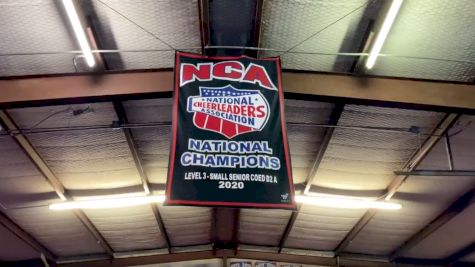 NCA
NATIONAL
CHEERLEADERS
ASSOCIATION
NATIONAL
CHAMPIONS
LEVEL 3 - SMALL SENIOR COED D2 A
2020